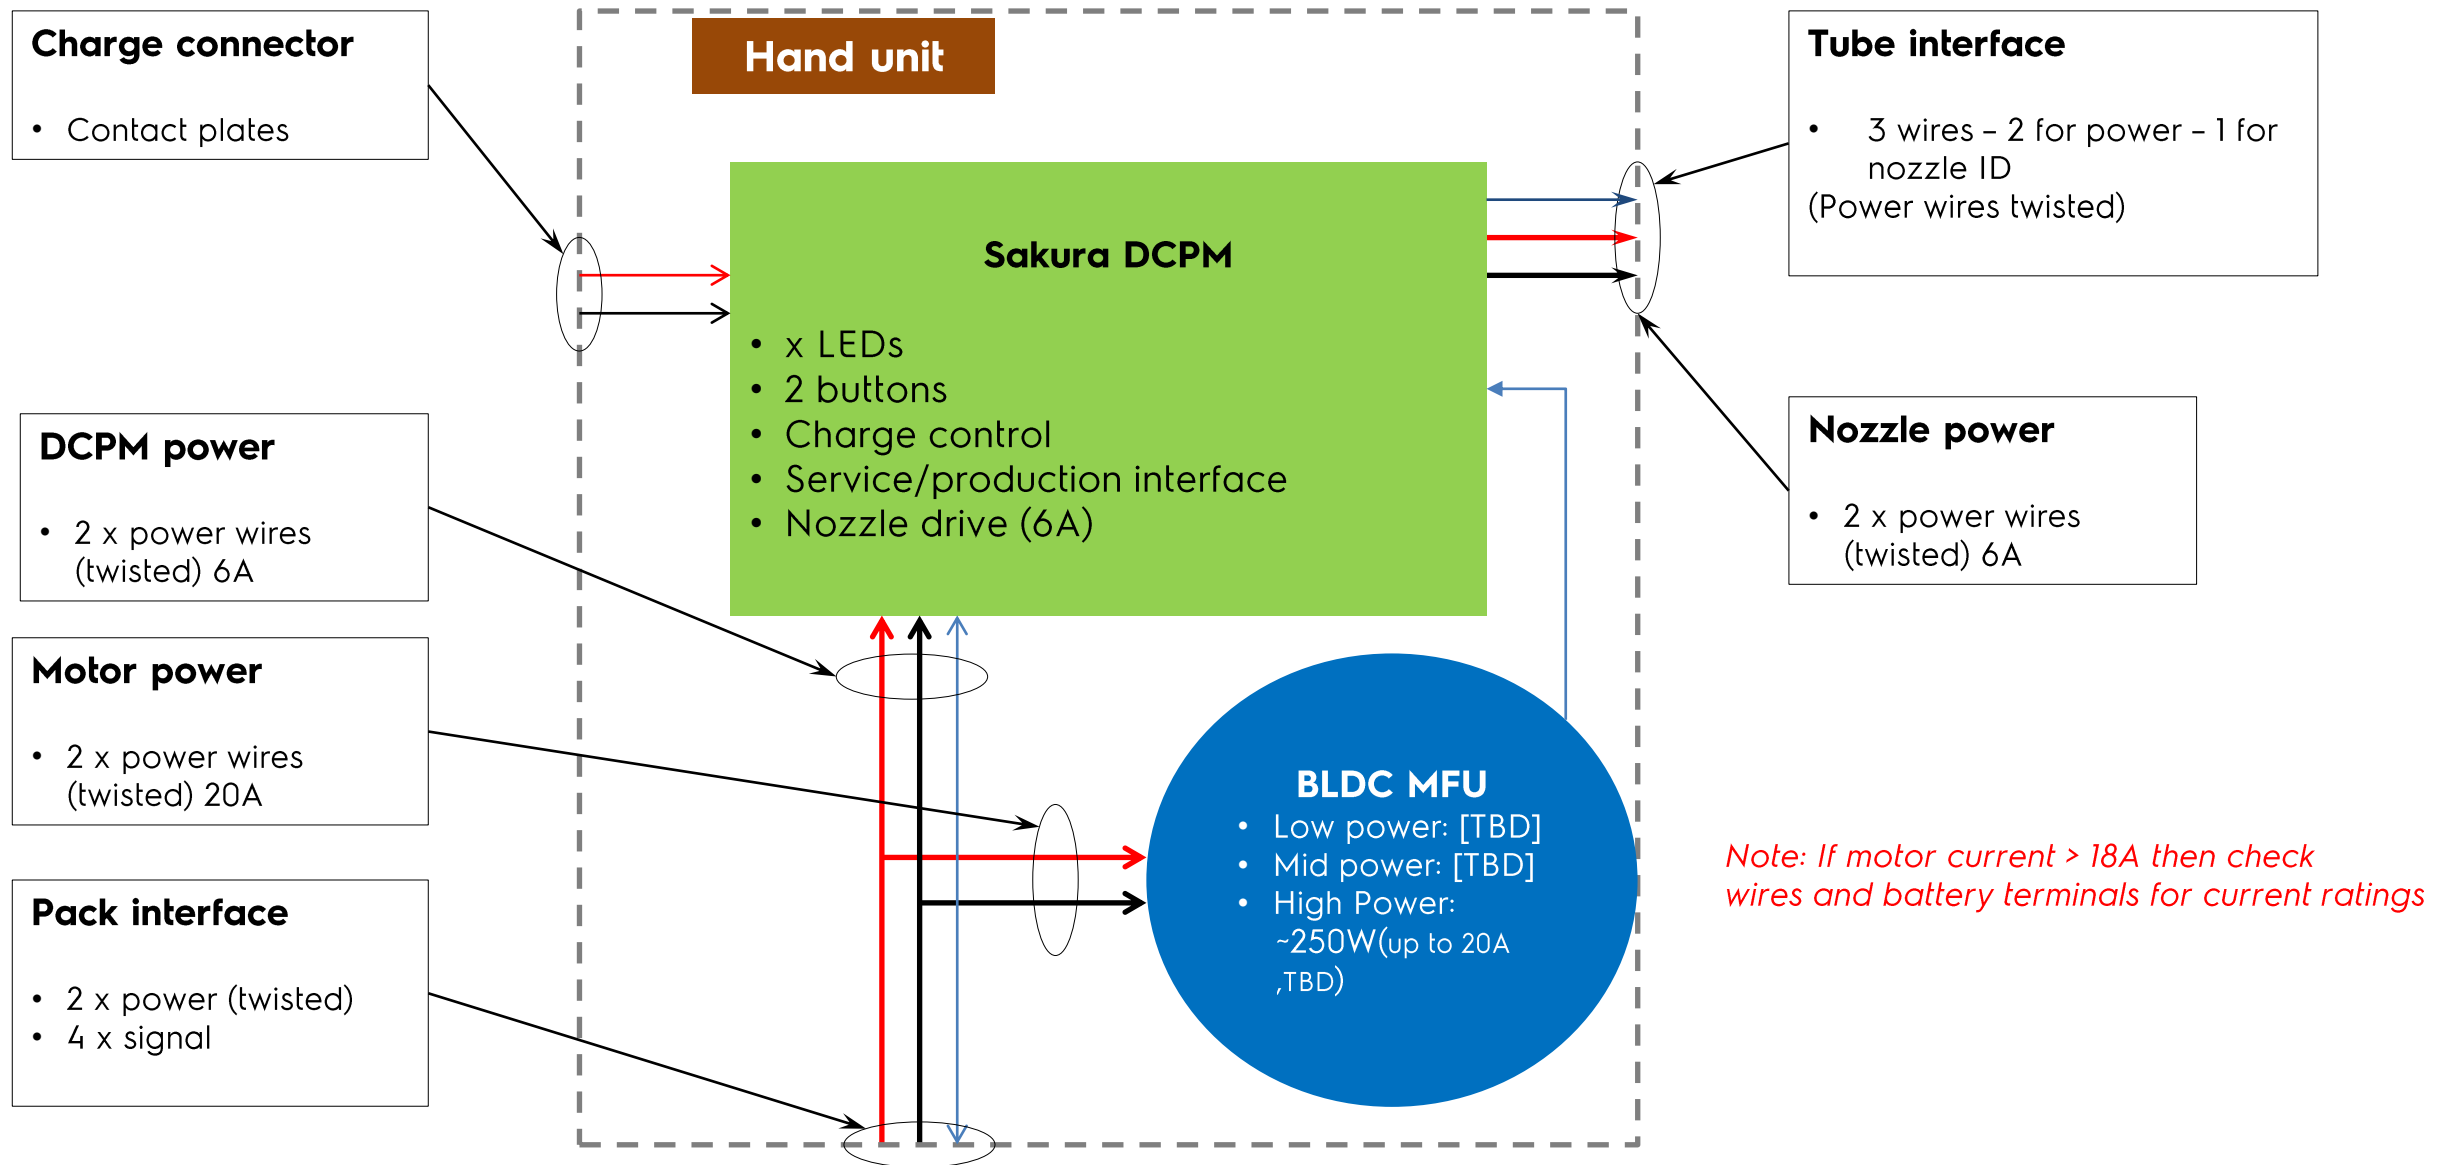 Charge connector
• Contact plates
Hand unit
Tube interface
• 3 wires – 2 for power – 1 for
nozzle ID
(Power wires twisted)
Sakura DCPM
• x LEDs
• 2 buttons
• Charge control
• Service/production interface
• Nozzle drive (6A)
DCPM power
• 2 x power wires
(twisted) 6A
Nozzle power
• 2 x power wires
(twisted) 6A
Motor power
• 2 x power wires
(twisted) 20A
BLDC MFU
• Low power: [TBD]
• Mid power: [TBD]
• High Power:
~250W(up to 20A
,TBD)
Note: If motor current > 18A then check
wires and battery terminals for current ratings
Pack interface
• 2 x power (twisted)
• 4 x signal